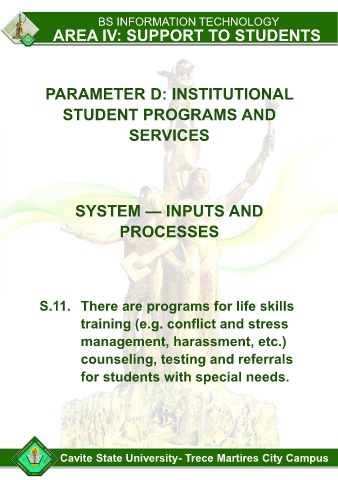 BS INFORMATION TECHNOLOGY
AREA IV: SUPPORT TO STUDENTS
PARAMETER D: INSTITUTIONAL
STUDENT PROGRAMS AND
SERVICES
SYSTEM — INPUTS AND
PROCESSES
S.11. There are programs for life skills
training (e.g. conflict and stress
management, harassment, etc.)
counseling, testing and referrals
for students with special needs.
Cavite State University- Trece Martires City Campus